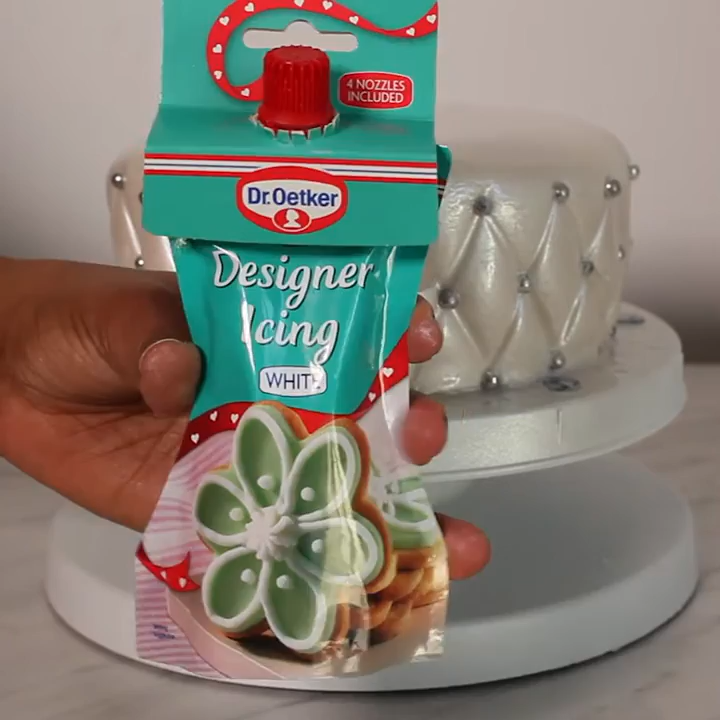 4 NOZZLES
INCLUDED
Dr. Oetker
Designer
Icing
WHITE